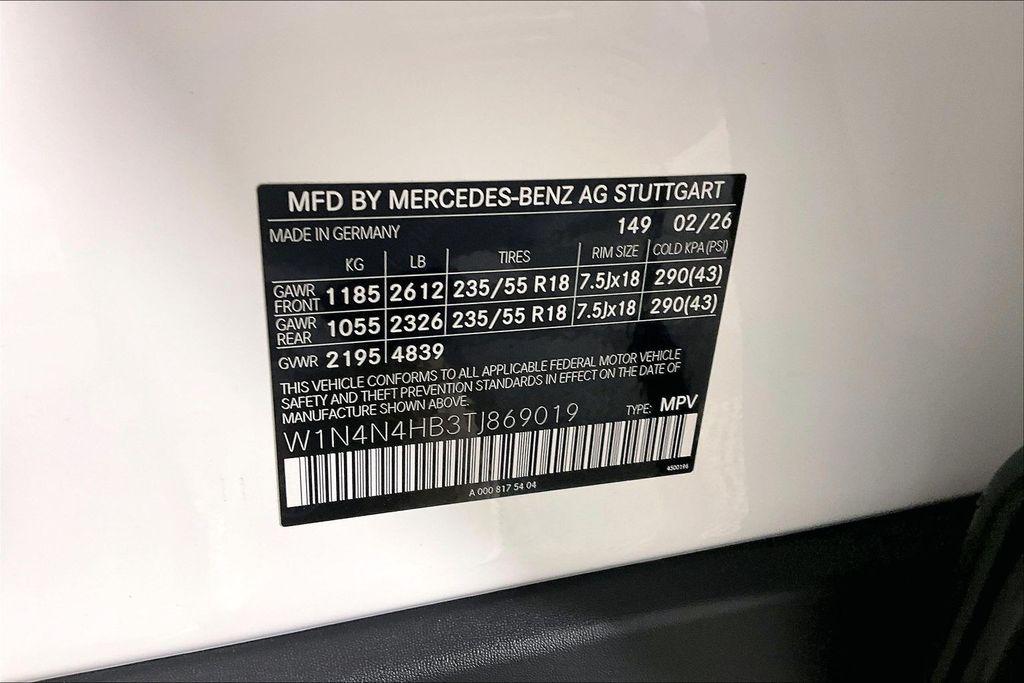 MFD BY MERCEDES-BENZ AG STUTTGART
MADE IN GERMANY 149 02/26
KG LB TIRES RIM SIZE COLD KPA (PSI)
GAWR FRONT 1185 2612 235/55 R18 7.5Jx18 290(43)
GAWR REAR 1055 2326 235/55 R18 7.5Jx18 290(43)
GVWR 2195 4839
THIS VEHICLE CONFORMS TO ALL APPLICABLE FEDERAL MOTOR VEHICLE
SAFETY AND THEFT PREVENTION STANDARDS IN EFFECT ON THE DATE OF
MANUFACTURE SHOWN ABOVE.
W1N4N4HB3TJ869019 TYPE: MPV
A 000 817 54 04 4500196